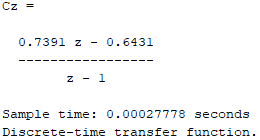 Cz =
0.7391 z - 0.6431
-----------------
z - 1
Sample time: 0.00027778 seconds
Discrete-time transfer function.